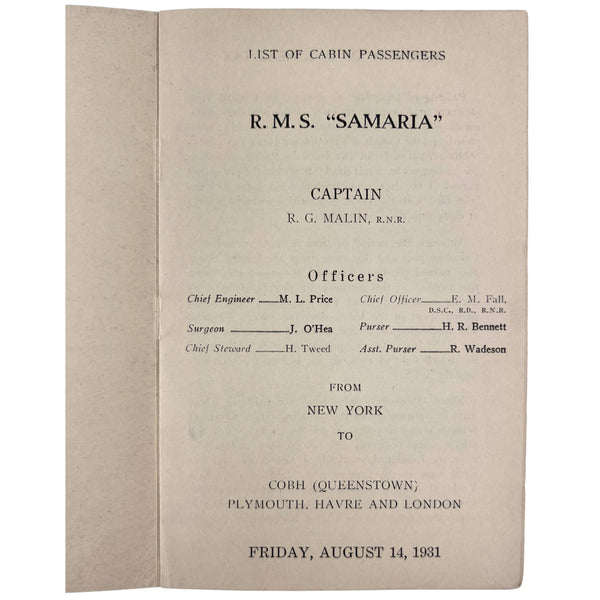 LIST OF CABIN PASSENGERS
R. M. S. "SAMARIA"
CAPTAIN
R. G. MALIN, R.N.R.
Officers
Chief Engineer M. L. Price Chief Officer E. M. Fall,
D.S.C., R.D., R.N.R.
Surgeon J. O'Hea Purser H. R. Bennett
Chief Steward H. Tweed Asst. Purser R. Wadeson
FROM
NEW YORK
TO
COBH (QUEENSTOWN)
PLYMOUTH. HAVRE AND LONDON
FRIDAY, AUGUST 14, 1931